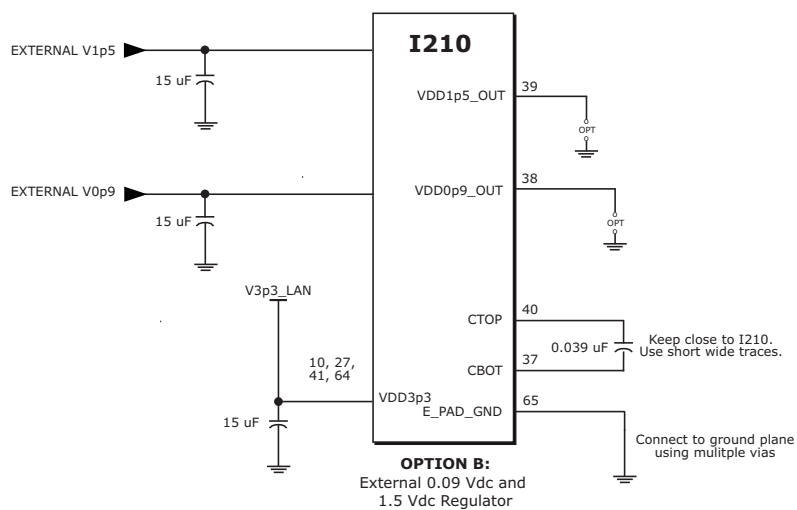 I210
EXTERNAL V1p5
15 uF
VDD1p5_OUT
39
OPT
EXTERNAL V0p9
15 uF
VDD0p9_OUT
38
OPT
V3p3_LAN
CTOP
40
0.039 uF
Keep close to I210.
Use short wide traces.
10, 27,
41, 64
CBOT
37
VDD3p3
15 uF
E_PAD_GND
65
Connect to ground plane
using mulitple vias
OPTION B:
External 0.09 Vdc and
1.5 Vdc Regulator